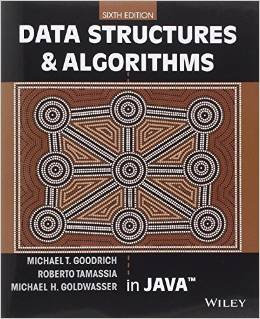 SIXTH EDITION
DATA STRUCTURES
& ALGORITHMS
MICHAEL T. GOODRICH
ROBERTO TAMASSIA
MICHAEL H. GOLDWASSER
in JAVA™
WILEY